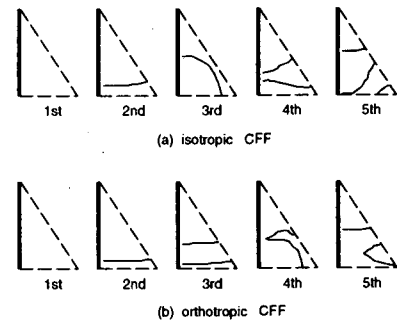 1st 2nd 3rd 4th 5th
(a) isotropic CFF
1st 2nd 3rd 4th 5th
(b) orthotropic CFF